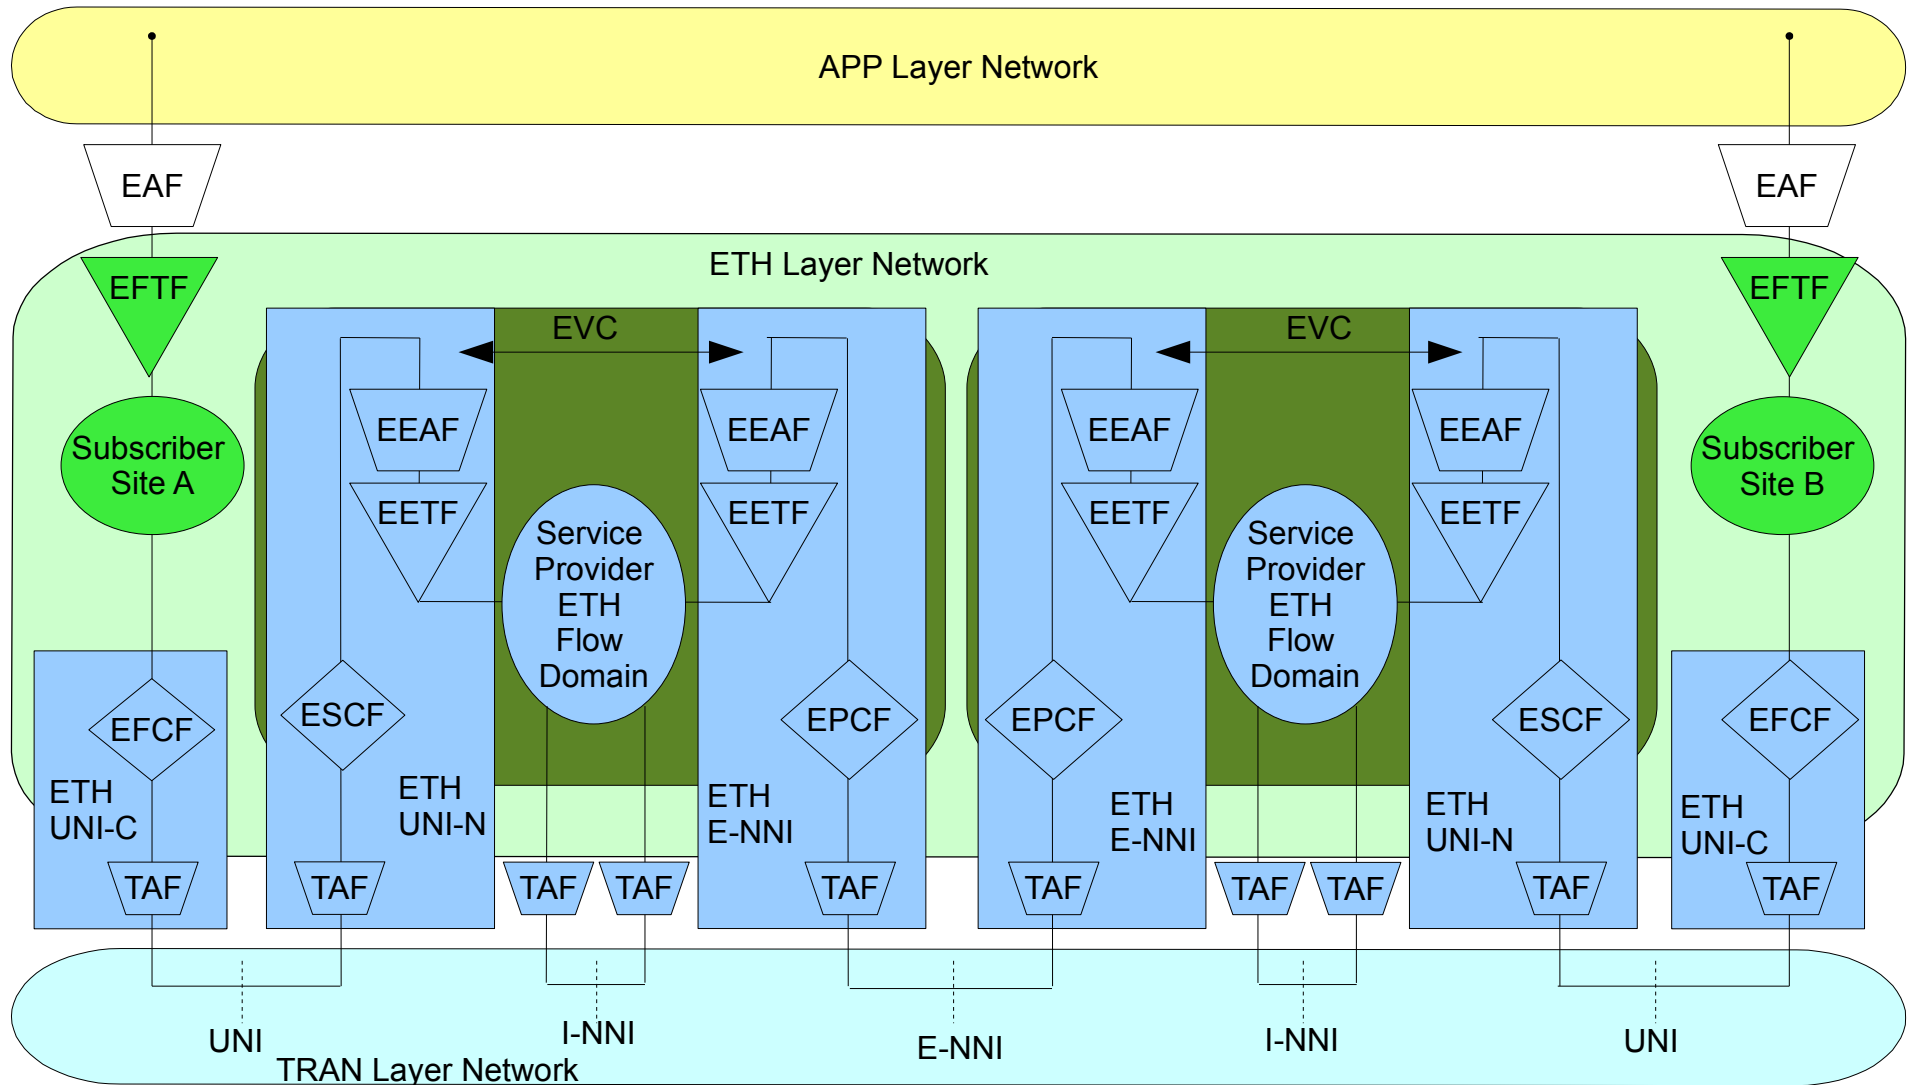 APP Layer Network
EAF
EAF
ETH Layer Network
EFTF
EFTF
EVC
EVC
EEAF
EEAF
EEAF
EEAF
Subscriber
Site A
Subscriber
Site B
EETF
EETF
EETF
EETF
Service
Provider
ETH
Flow
Domain
Service
Provider
ETH
Flow
Domain
EFCF
ESCF
EPCF
EPCF
ESCF
EFCF
ETH
UNI-C
ETH
UNI-N
ETH
E-NNI
ETH
E-NNI
ETH
UNI-N
ETH
UNI-C
TAF
TAF
TAF
TAF
TAF
TAF
TAF
TAF
TAF
TAF
UNI
I-NNI
E-NNI
I-NNI
UNI
TRAN Layer Network